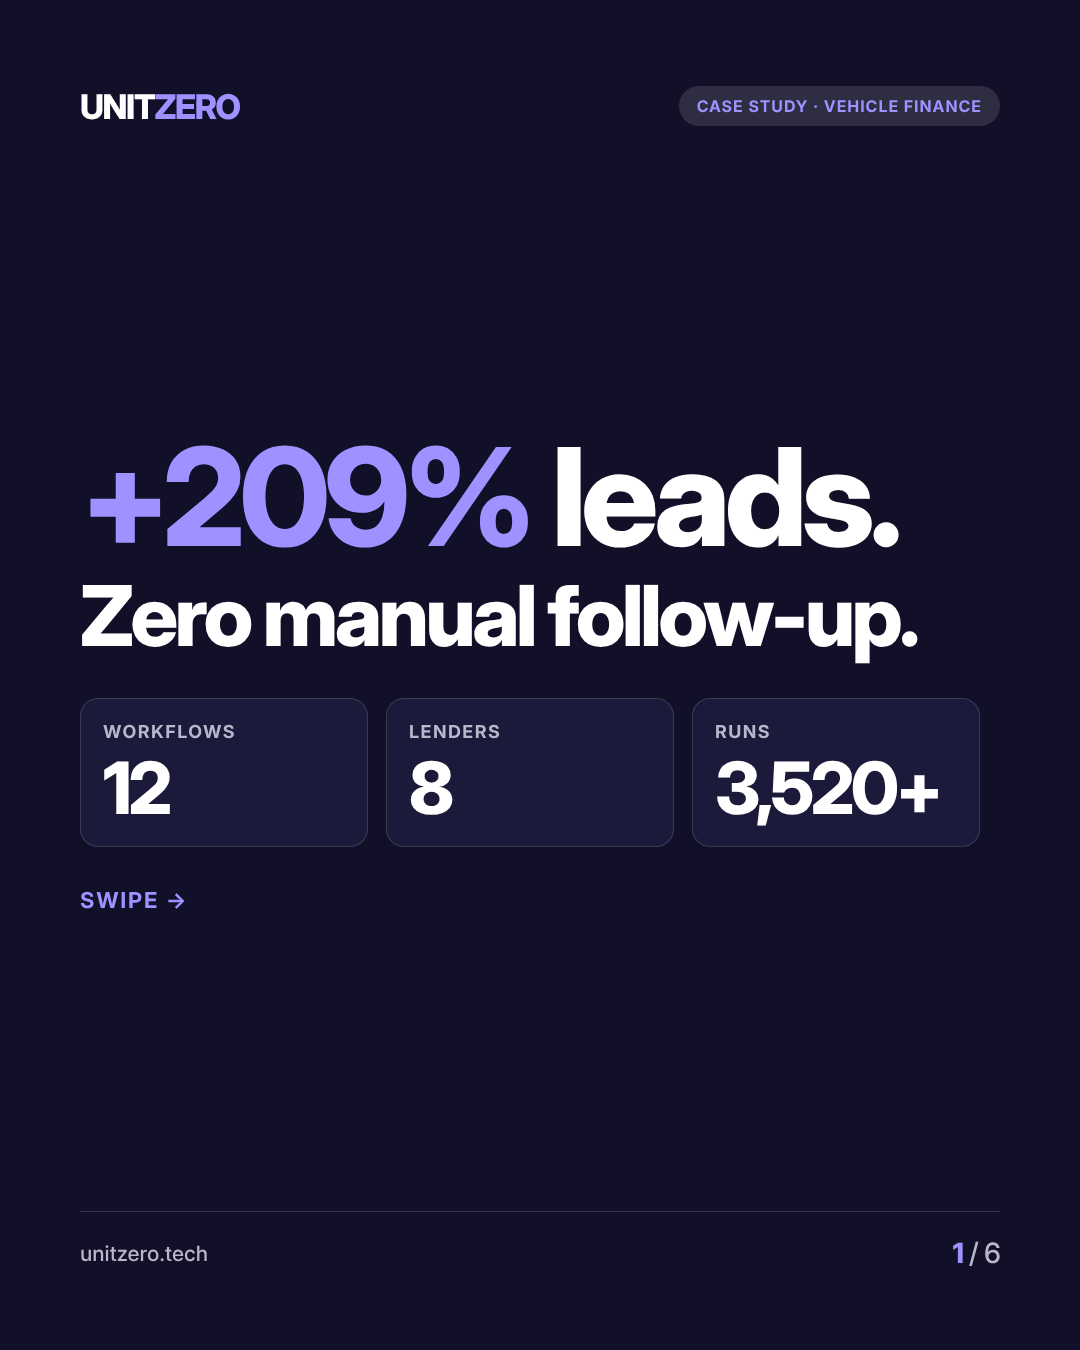 UNITZERO
CASE STUDY · VEHICLE FINANCE
+209% leads.
Zero manual follow-up.
WORKFLOWS
12
LENDERS
8
RUNS
3,520+
SWIPE →
unitzero.tech
1 / 6